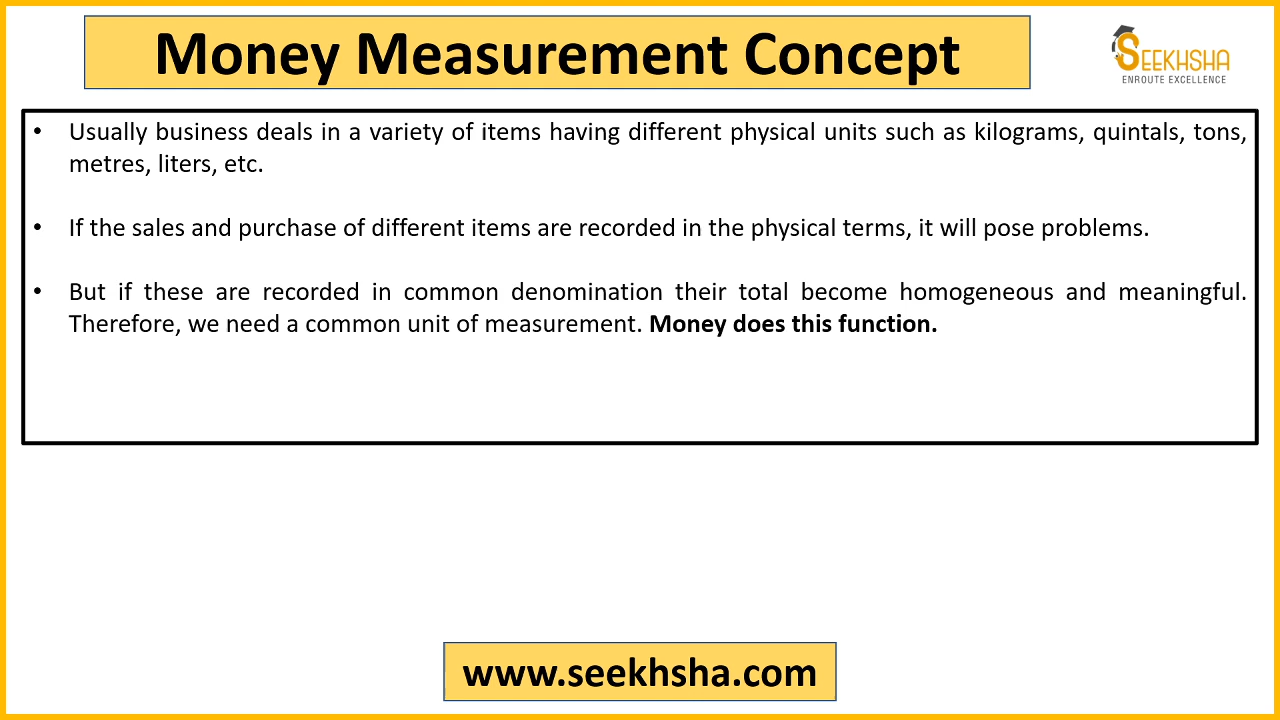 Money Measurement Concept
SEEKHSHA
ENROUTE EXCELLENCE
• Usually business deals in a variety of items having different physical units such as kilograms, quintals, tons,
metres, liters, etc.
• If the sales and purchase of different items are recorded in the physical terms, it will pose problems.
• But if these are recorded in common denomination their total become homogeneous and meaningful.
Therefore, we need a common unit of measurement. Money does this function.
www.seekhsha.com